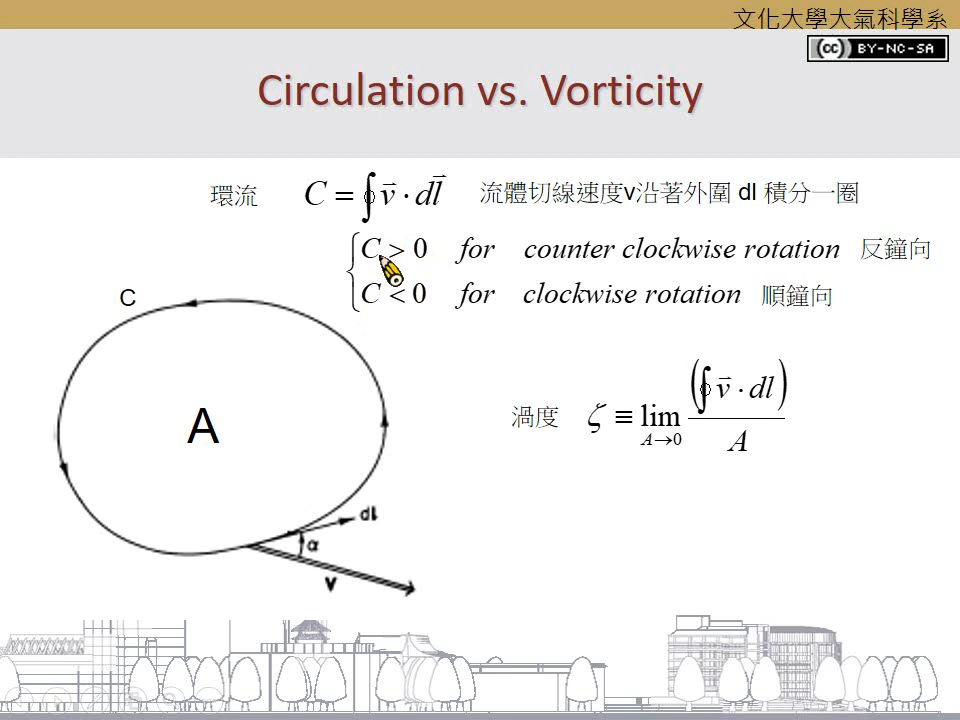 文化大學大氣科學系
(cc) BY-NC-SA
Circulation vs. Vorticity
環流 C = ∮ v⃗ · dl⃗ 流體切線速度v沿著外圍 dl 積分一圈
C > 0 for counter clockwise rotation 反鐘向
C < 0 for clockwise rotation 順鐘向
C
A
渦度 ζ ≡ lim A→0 (∮ v⃗ · dl) / A
dl
α
v